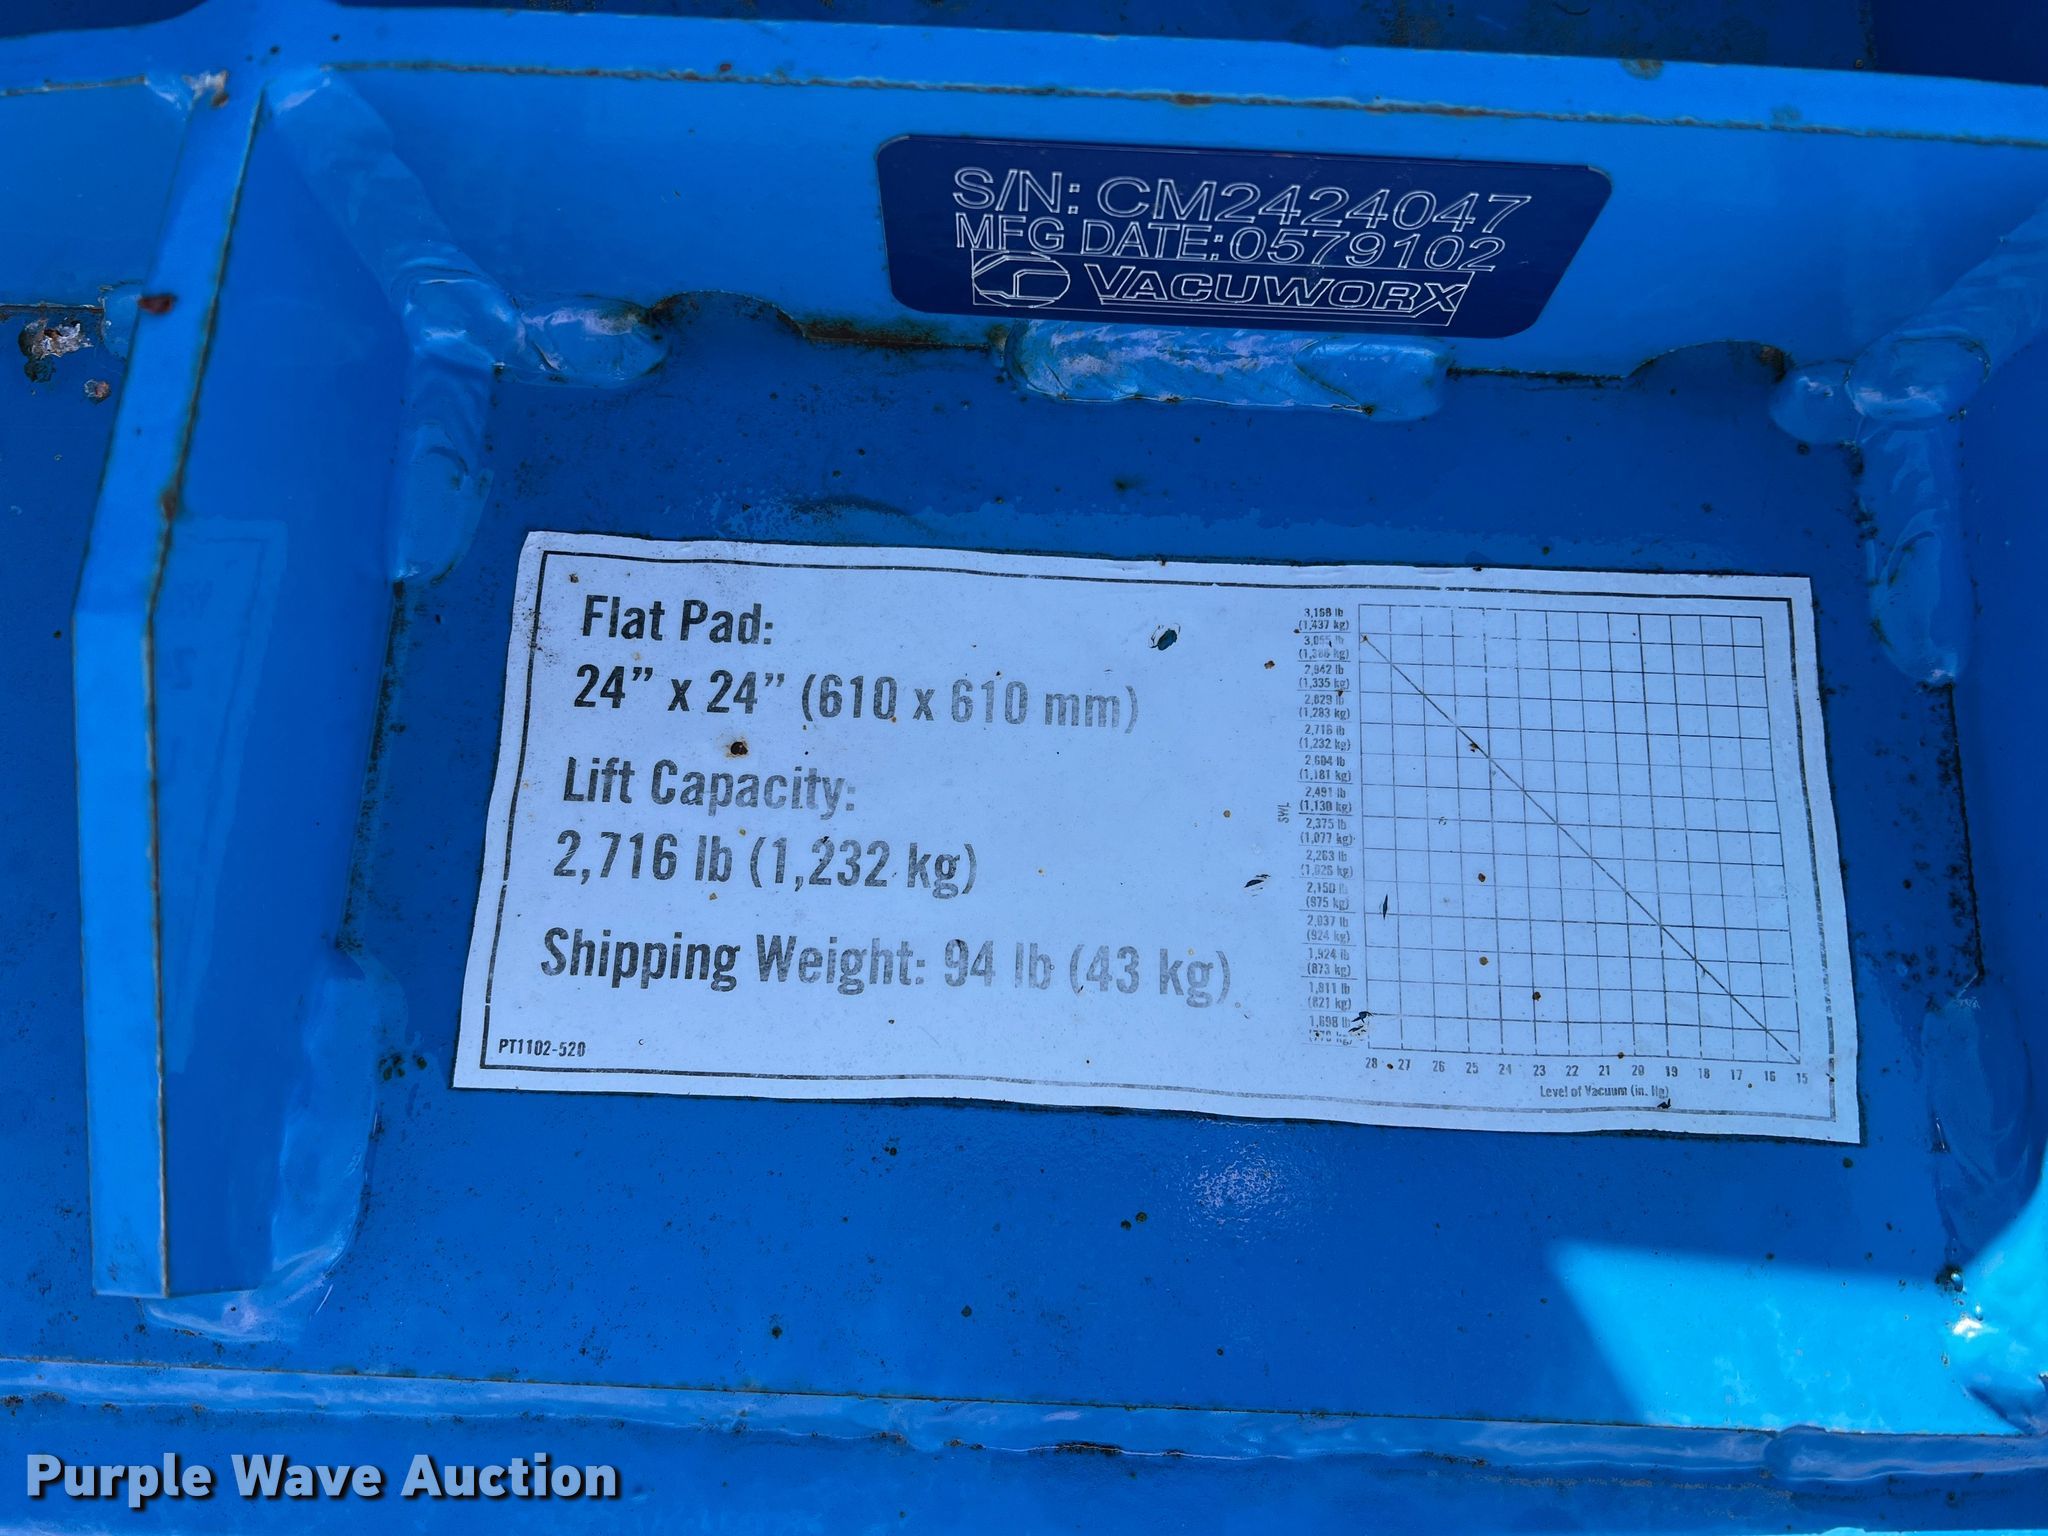 S/N: CM2424047
MFG DATE:0579102
VACUWORX
Flat Pad:
24” x 24” (610 x 610 mm)
Lift Capacity:
2,716 lb (1,232 kg)
Shipping Weight: 94 lb (43 kg)
PT1102-520
SWL
3,168 lb
(1,437 kg)
3,055 lb
(1,386 kg)
2,942 lb
(1,335 kg)
2,829 lb
(1,283 kg)
2,716 lb
(1,232 kg)
2,604 lb
(1,181 kg)
2,491 lb
(1,130 kg)
2,375 lb
(1,077 kg)
2,263 lb
(1,026 kg)
2,150 lb
(975 kg)
2,037 lb
(924 kg)
1,924 lb
(873 kg)
1,811 lb
(821 kg)
1,698 lb
(770 kg)
28 27 26 25 24 23 22 21 20 19 18 17 16 15
Level of Vacuum (in. Hg)
Purple Wave Auction